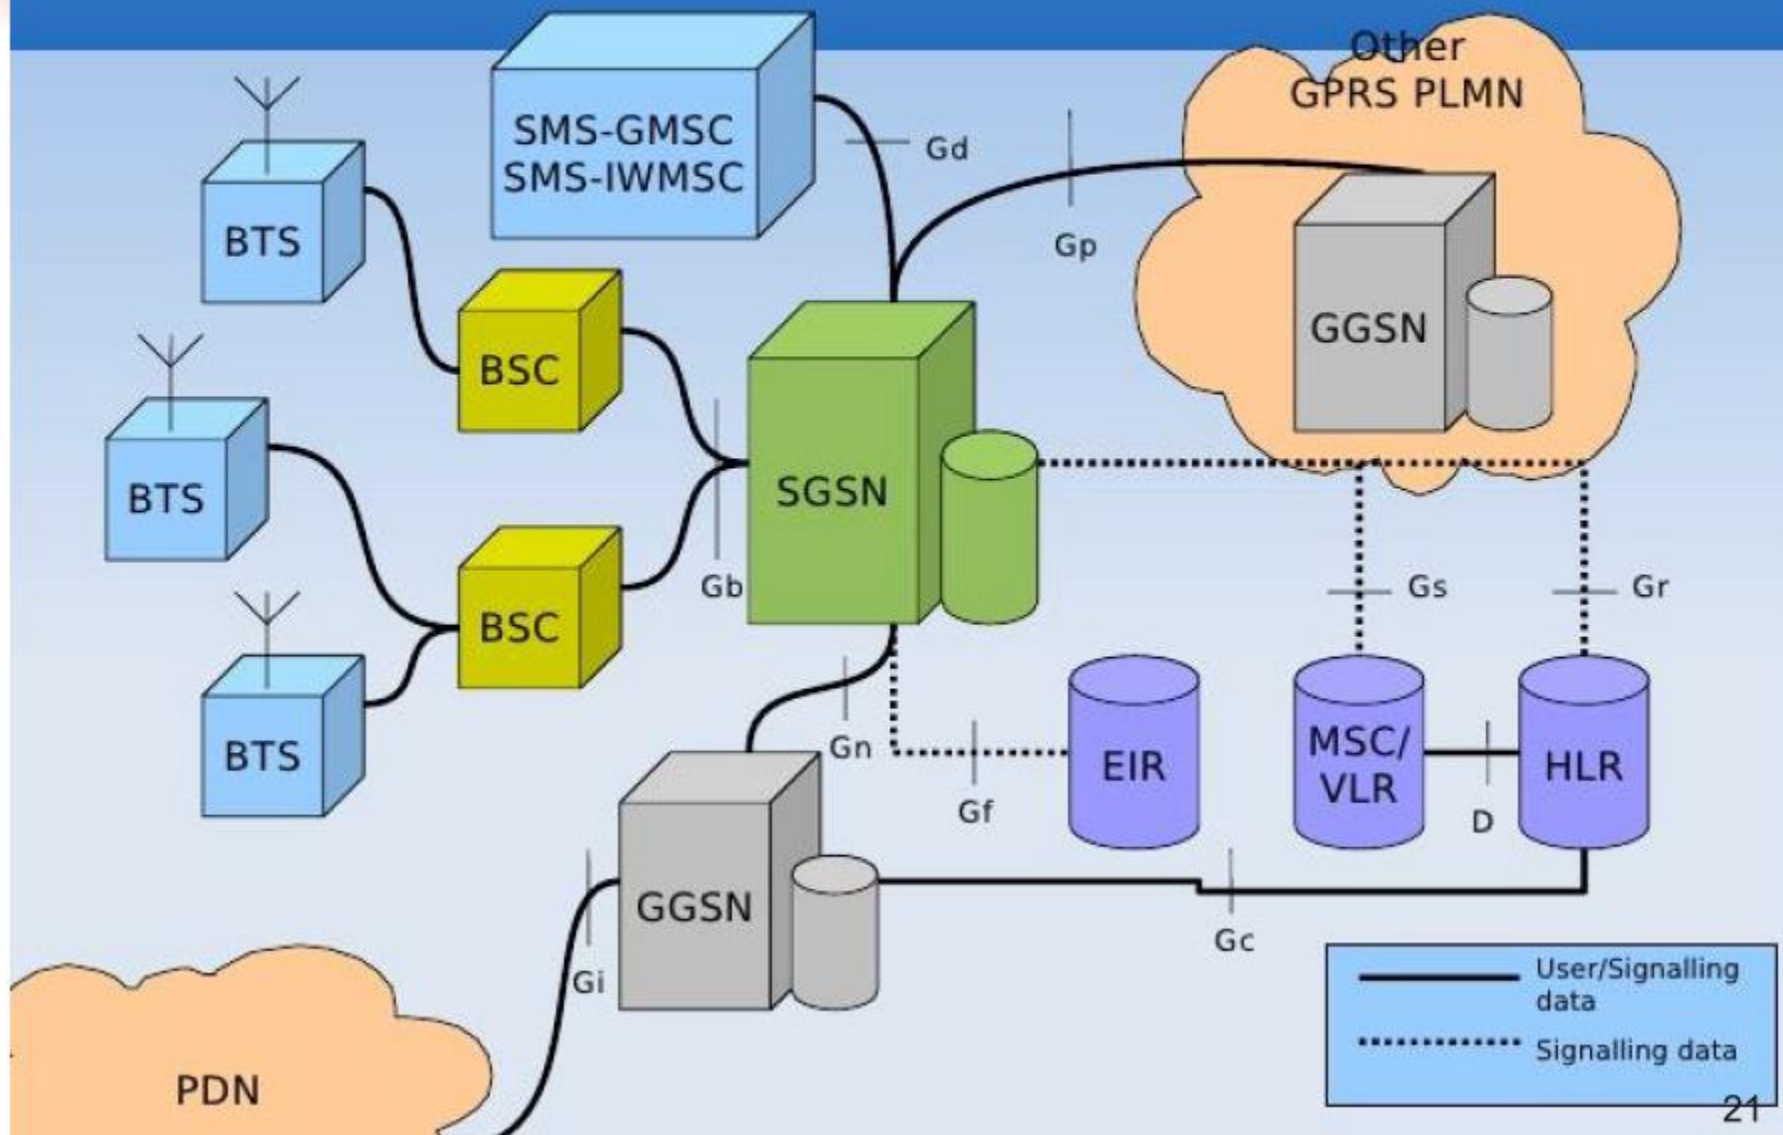 Other
GPRS PLMN
SMS-GMSC
SMS-IWMSC
Gd
Gp
BTS
BSC
GGSN
BTS
SGSN
Gb
Gs
Gr
BSC
BTS
Gn
Gf
EIR
MSC/
VLR
D
HLR
GGSN
Gc
Gi
PDN
User/Signalling
data
Signalling data
21